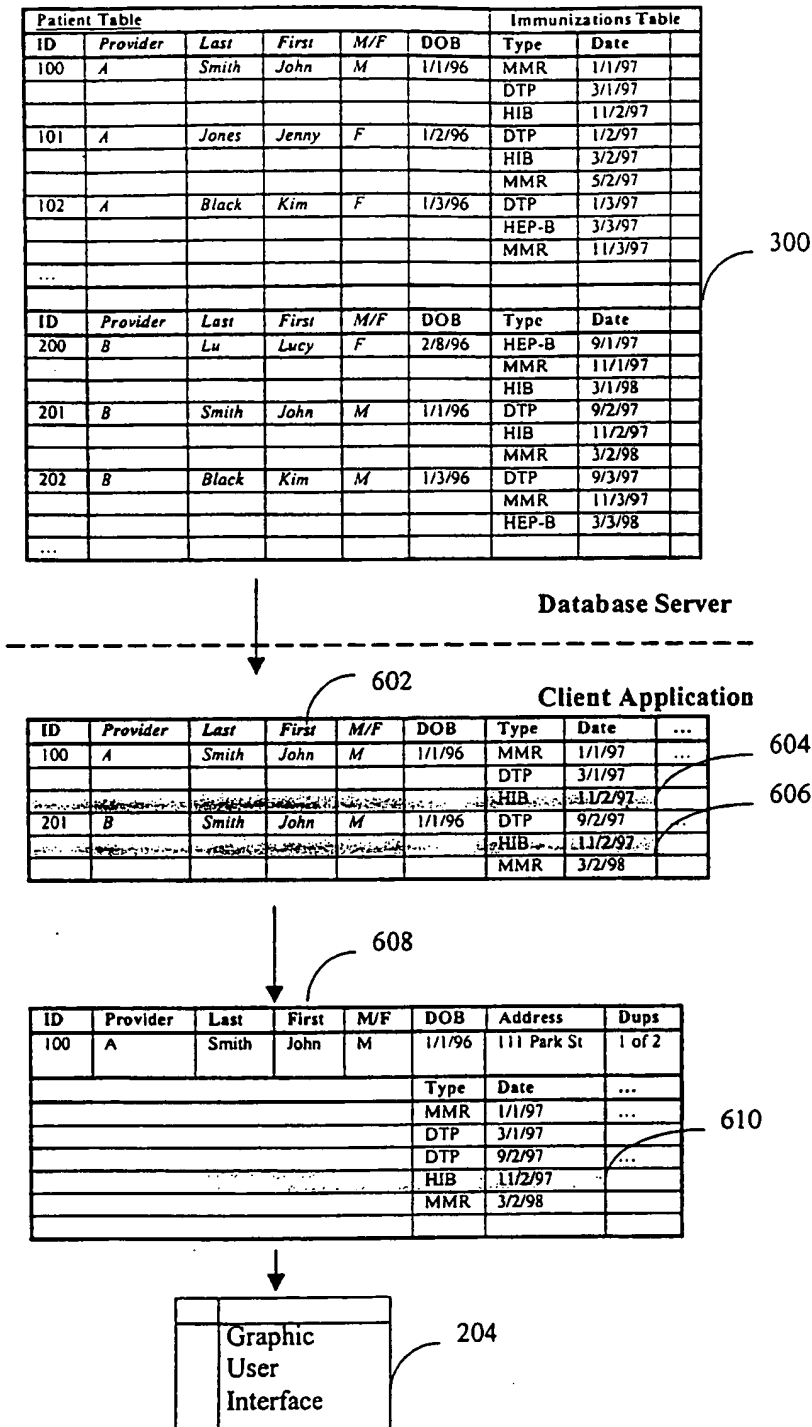 Patient Table Immunizations Table
ID Provider Last First M/F DOB Type Date
100 A Smith John M 1/1/96 MMR 1/1/97
DTP 3/1/97
HIB 11/2/97
101 A Jones Jenny F 1/2/96 DTP 1/2/97
HIB 3/2/97
MMR 5/2/97
102 A Black Kim F 1/3/96 DTP 1/3/97
HEP-B 3/3/97
MMR 11/3/97
300
...
ID Provider Last First M/F DOB Type Date
200 B Lu Lucy F 2/8/96 HEP-B 9/1/97
MMR 11/1/97
HIB 3/1/98
201 B Smith John M 1/1/96 DTP 9/2/97
HIB 11/2/97
MMR 3/2/98
202 B Black Kim M 1/3/96 DTP 9/3/97
MMR 11/3/97
HEP-B 3/3/98
...
Database Server
602
Client Application
ID Provider Last First M/F DOB Type Date ...
100 A Smith John M 1/1/96 MMR 1/1/97 ...
604
DTP 3/1/97
HIB 11/2/97
606
201 B Smith John M 1/1/96 DTP 9/2/97 ...
HIB 11/2/97
MMR 3/2/98
608
ID Provider Last First M/F DOB Address Dups
100 A Smith John M 1/1/96 111 Park St 1 of 2
Type Date ...
MMR 1/1/97 ...
610
DTP 3/1/97
DTP 9/2/97 ...
HIB 11/2/97
MMR 3/2/98
Graphic
204
User
Interface